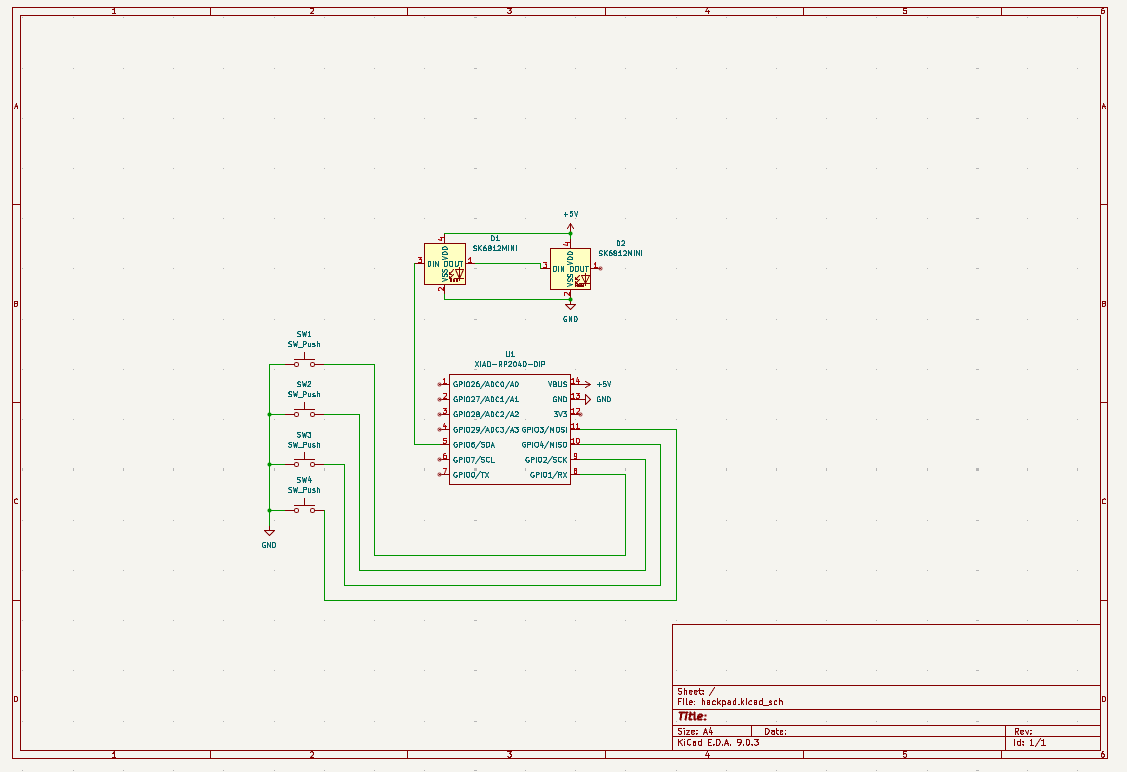 1 2 3 4 5 6
A A
+5V
D1
SK6812MINI
D2
SK6812MINI
4 VDD
3 DIN DOUT 1
VSS 2
4 VDD
3 DIN DOUT 1
VSS 2
GND
B B
SW1
SW_Push
U1
XIAO-RP2040-DIP
SW2
SW_Push
SW3
SW_Push
SW4
SW_Push
GND
1 GPIO26/ADC0/A0 VBUS 14 +5V
2 GPIO27/ADC1/A1 GND 13 GND
3 GPIO28/ADC2/A2 3V3 12
4 GPIO29/ADC3/A3 GPIO3/MOSI 11
5 GPIO6/SDA GPIO4/MISO 10
6 GPIO7/SCL GPIO2/SCK 9
7 GPIO0/TX GPIO1/RX 8
C C
D D
Sheet: /
File: hackpad.kicad_sch
Title:
Size: A4 Date: Rev:
KiCad E.D.A. 9.0.3 Id: 1/1
1 2 3 4 5 6